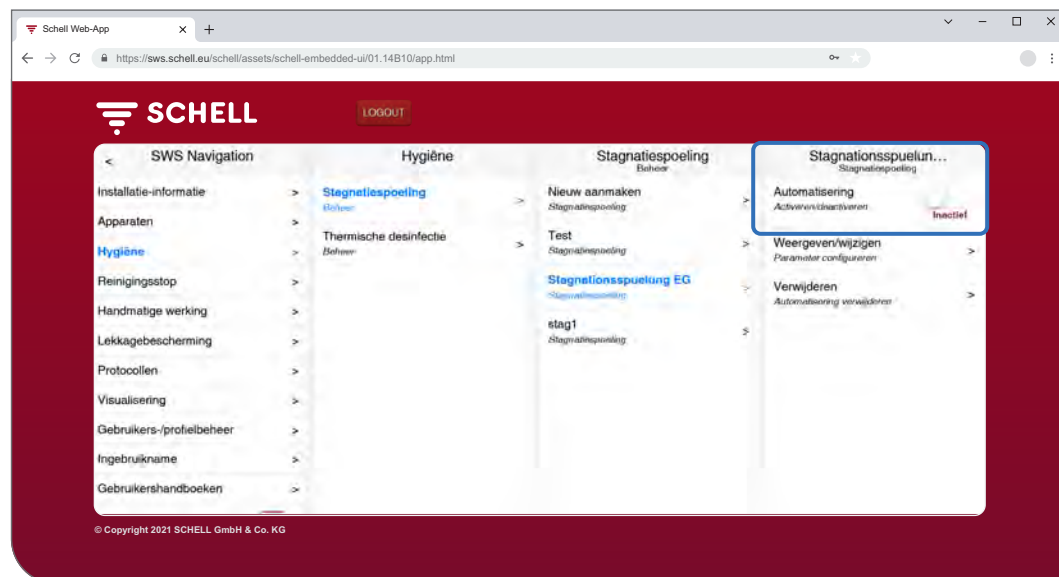 Schell Web-App
https://sws.schell.eu/schell/assets/schell-embedded-ui/01.14B10/app.html
SCHELL
LOGOUT
< SWS Navigation
Installatie-informatie >
Apparaten >
Hygiëne >
Reinigingsstop >
Handmatige werking >
Lekkagebescherming >
Protocollen >
Visualisering >
Gebruikers-/profielbeheer >
Ingebruikname >
Gebruikershandboeken >
Hygiëne
Stagnatiespoeling >
Beheer
Thermische desinfectie >
Beheer
Stagnatiespoeling
Beheer
Nieuw aanmaken >
Stagnatiespoeling
Test >
Stagnatiespoeling
Stagnationsspuelung EG >
Stagnatiespoeling
stag1 >
Stagnatiespoeling
Stagnationsspuelun...
Stagnatiespoeling
Automatisering
Activeren/deactiveren
Inactief
Weergeven/wijzigen >
Parameter configureren
Verwijderen >
Automatisering verwijderen
© Copyright 2021 SCHELL GmbH & Co. KG